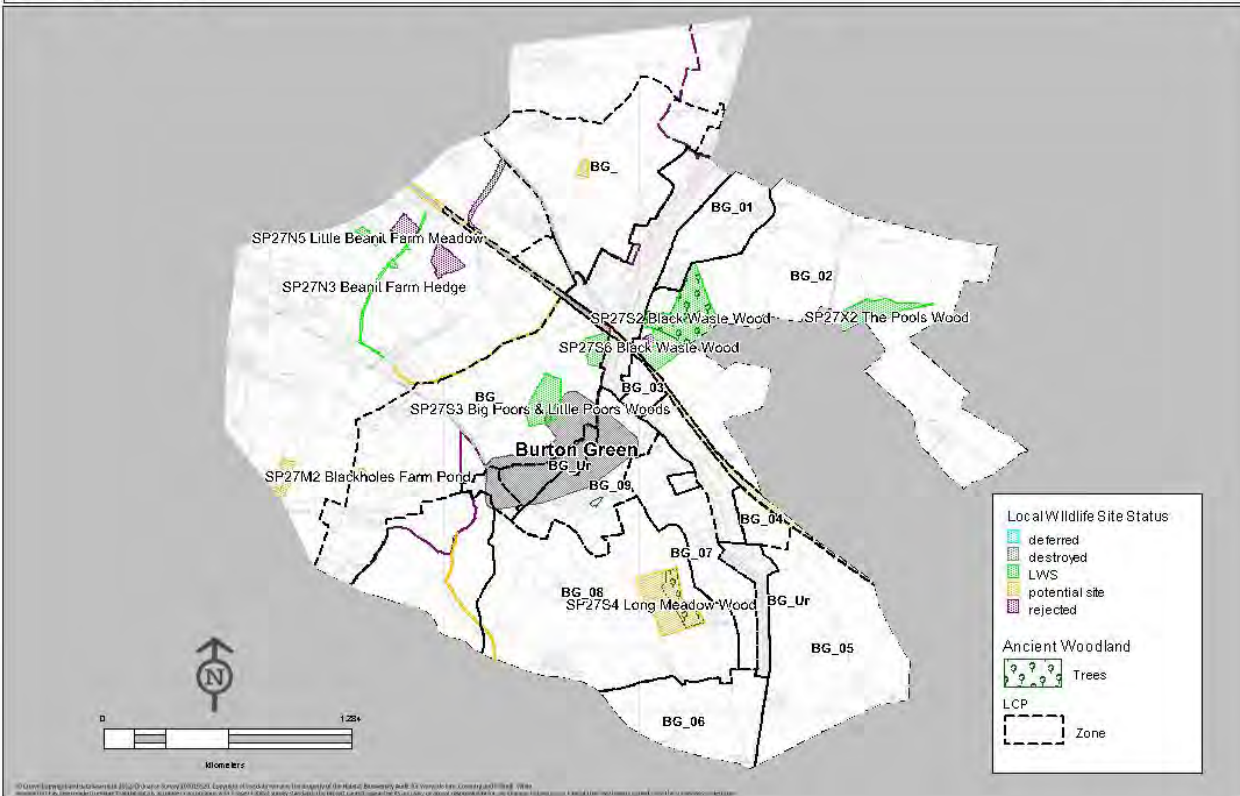 BG_
BG_01
SP27N5 Little Beanit Farm Meadow
BG_02
SP27N3 Beanit Farm Hedge
SP27S2 Black Waste Wood
SP27X2 The Pools Wood
SP27S6 Black Waste Wood
BG_03
BG_
SP27S3 Big Poors & Little Poors Woods
Burton Green
BG_Ur
SP27M2 Blackholes Farm Pond
BG_09
BG_04
BG_07
BG_08
SP27S4 Long Meadow Wood
BG_Ur
BG_05
BG_06
N
0
1.284
kilometers
Local Wildlife Site Status
deferred
destroyed
LWS
potential site
rejected
Ancient Woodland
Trees
LCP
Zone